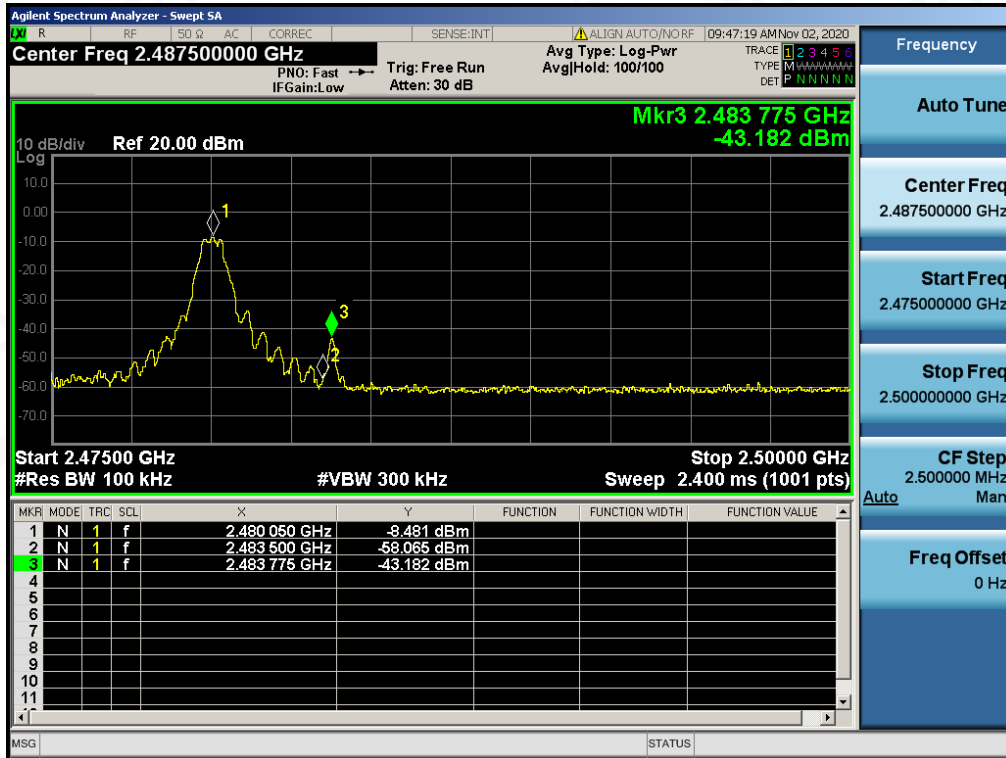 Agilent Spectrum Analyzer - Swept SA
LXI R RF 50 Ω AC CORREC SENSE:INT ALIGN AUTO/NO RF 09:47:19 AM Nov 02, 2020
Center Freq 2.487500000 GHz
PNO: Fast
IFGain:Low
Trig: Free Run
Atten: 30 dB
Avg Type: Log-Pwr
Avg|Hold: 100/100
TRACE 1 2 3 4 5 6
TYPE M WWWWW
DET P N N N N N
Mkr3 2.483 775 GHz
-43.182 dBm
10 dB/div Ref 20.00 dBm
Log
10.0
0.00
-10.0
-20.0
-30.0
-40.0
-50.0
-60.0
-70.0
1
3
2
Start 2.47500 GHz Stop 2.50000 GHz
#Res BW 100 kHz #VBW 300 kHz Sweep 2.400 ms (1001 pts)
MKR MODE TRC SCL X Y FUNCTION FUNCTION WIDTH FUNCTION VALUE
1 N 1 f 2.480 050 GHz -8.481 dBm
2 N 1 f 2.483 500 GHz -58.065 dBm
3 N 1 f 2.483 775 GHz -43.182 dBm
4
5
6
7
8
9
10
11
MSG STATUS
Frequency
Auto Tune
Center Freq
2.487500000 GHz
Start Freq
2.475000000 GHz
Stop Freq
2.500000000 GHz
CF Step
2.500000 MHz
Auto Man
Freq Offset
0 Hz